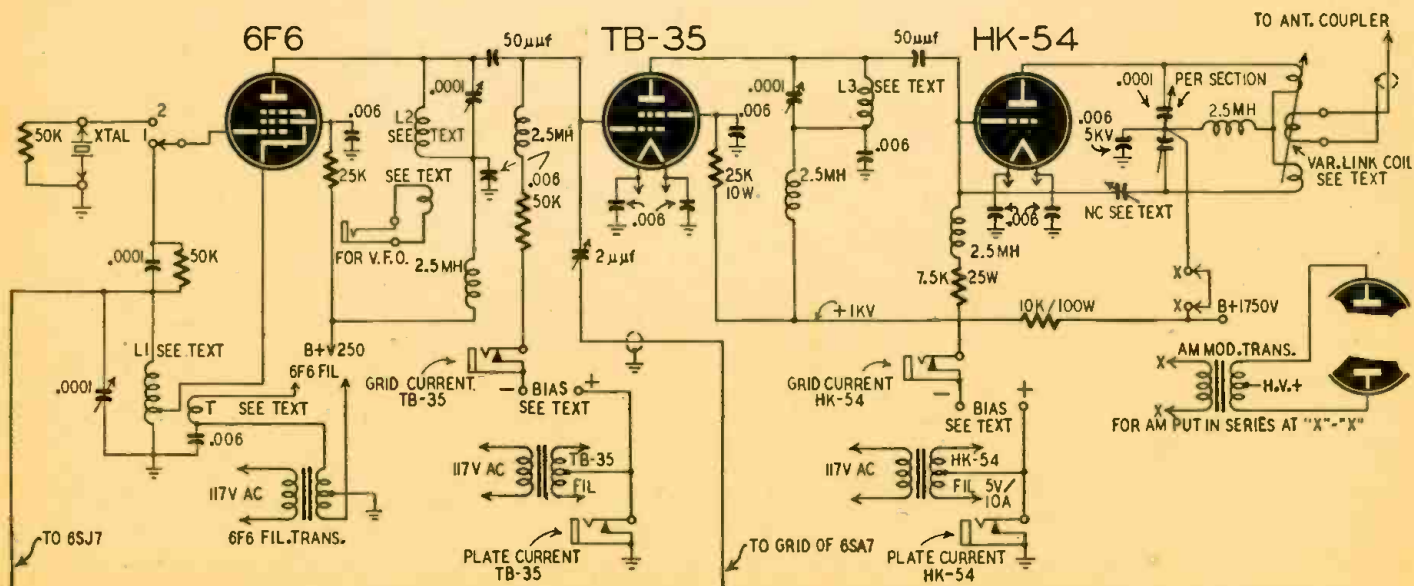 6F6
TB-35
HK-54
TO ANT. COUPLER
50µµf
50µµf
2
1
50K
XTAL
.0001
.006
L2
SEE TEXT
25K
SEE TEXT
FOR V.F.O.
2.5MH
2.5MH
.006
50K
2µµf
.0001
.006
L3 SEE TEXT
.006
25K
10W
2.5MH
.006
.0001
PER SECTION
.006
5KV
2.5MH
VAR. LINK COIL
SEE TEXT
NC SEE TEXT
.006
2.5MH
7.5K
25W
10K/100W
X
X
B+1750V
+1KV
.0001
50K
L1 SEE TEXT
.0001
B+V250
6F6 FIL
T
SEE TEXT
.006
117V AC
6F6 FIL. TRANS.
TO 6SJ7
GRID CURRENT
TB-35
-
BIAS
+
SEE TEXT
117V AC
TB-35
FIL
PLATE CURRENT
TB-35
TO GRID OF 6SA7
GRID CURRENT
HK-54
-
BIAS
+
SEE TEXT
117V AC
HK-54
FIL
5V/
10A
PLATE CURRENT
HK-54
AM MOD. TRANS.
X
H.V.+
X
FOR AM PUT IN SERIES AT "X"-"X"